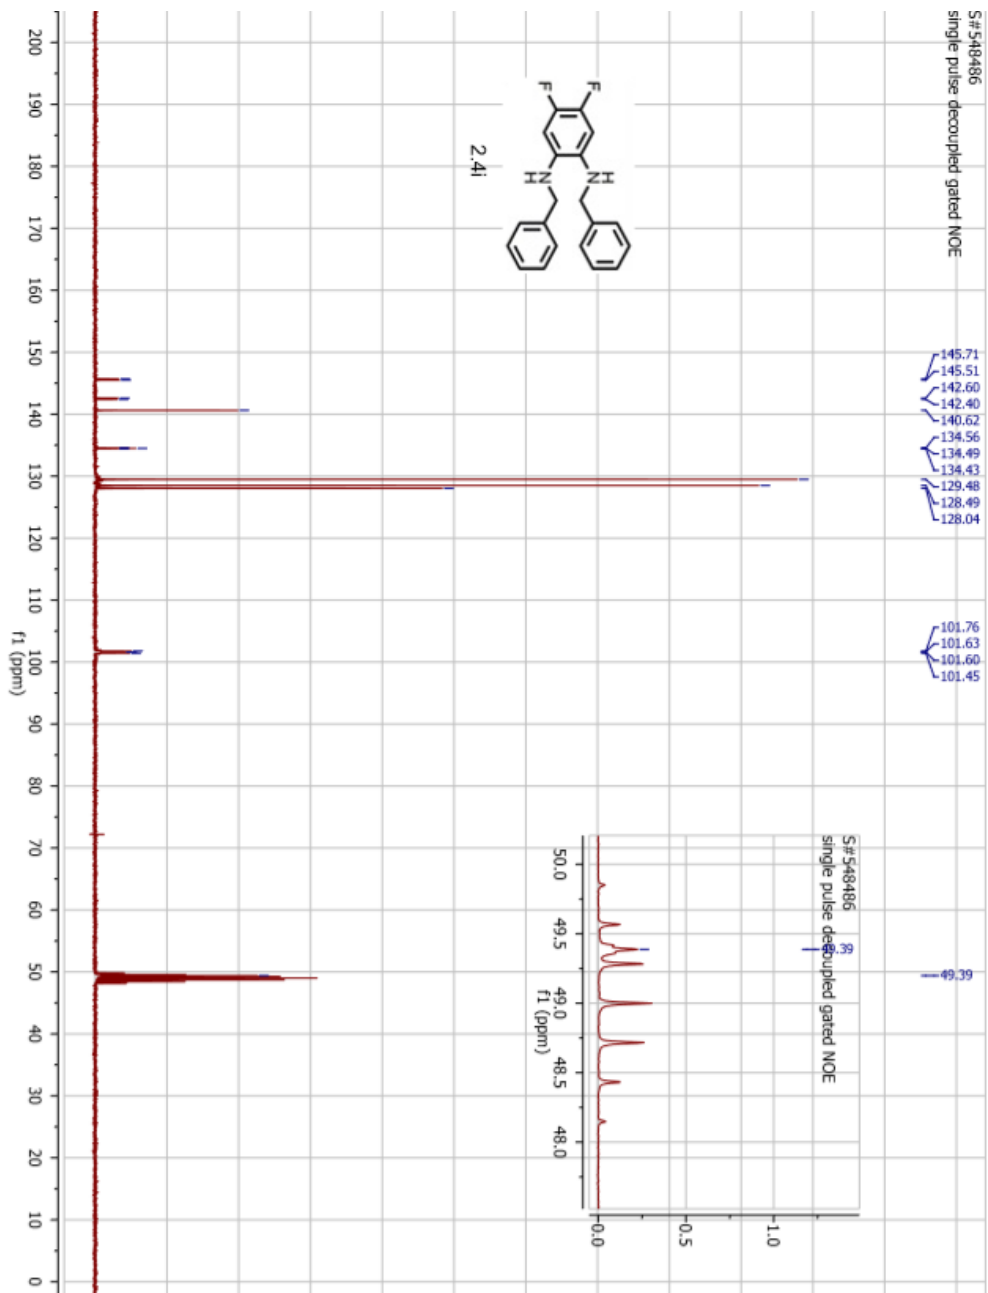 S#548486
single pulse decoupled gated NOE
145.71
145.51
142.60
142.40
140.62
134.56
134.49
134.43
129.48
128.49
128.04
101.76
101.63
101.60
101.45
49.39
F F
N H
N H
2.4i
S#548486
single pulse decoupled gated NOE
49.39
0.0 0.5 1.0
50.0 49.5 49.0 48.5 48.0
f1 (ppm)
200 190 180 170 160 150 140 130 120 110 100 90 80 70 60 50 40 30 20 10 0
f1 (ppm)